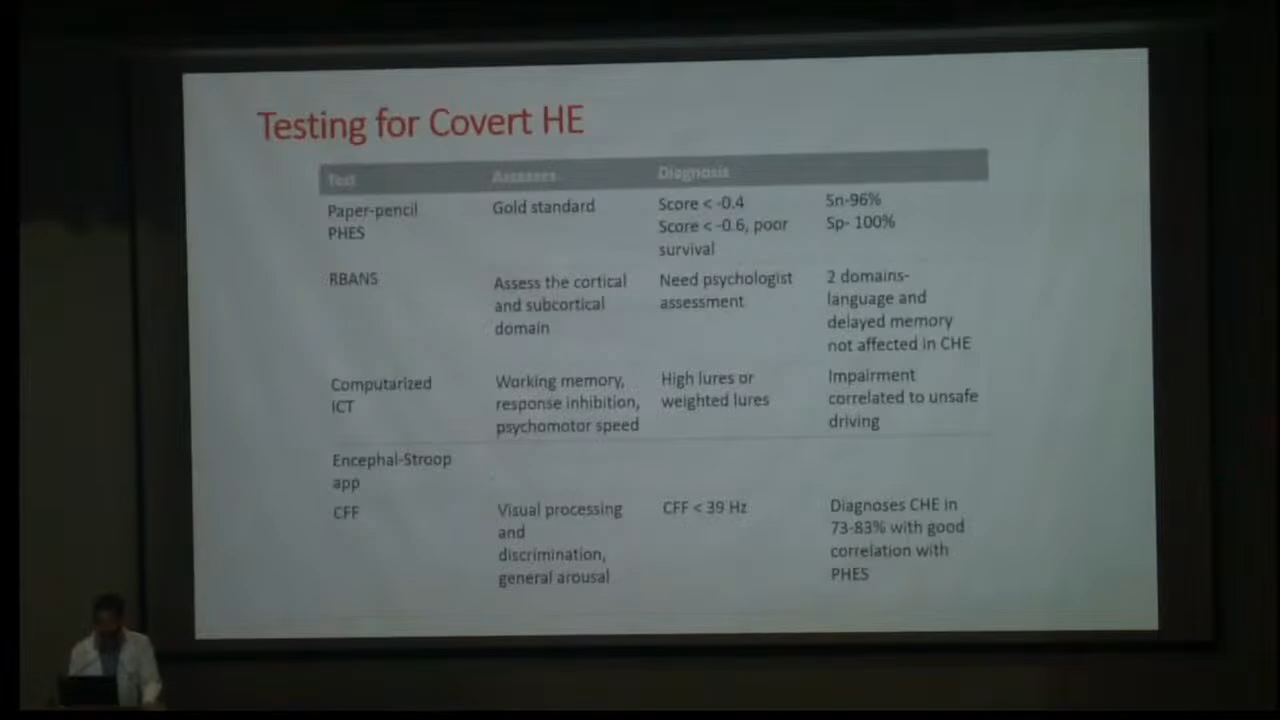 Testing for Covert HE
Test Assesses Diagnosis
Paper-pencil
PHES
Gold standard
Score < -0.4
Score < -0.6, poor
survival
Sn-96%
Sp- 100%
RBANS
Assess the cortical
and subcortical
domain
Need psychologist
assessment
2 domains-
language and
delayed memory
not affected in CHE
Computarized
ICT
Working memory,
response inhibition,
psychomotor speed
High lures or
weighted lures
Impairment
correlated to unsafe
driving
Encephal-Stroop
app
CFF
Visual processing
and
discrimination,
general arousal
CFF < 39 Hz
Diagnoses CHE in
73-83% with good
correlation with
PHES